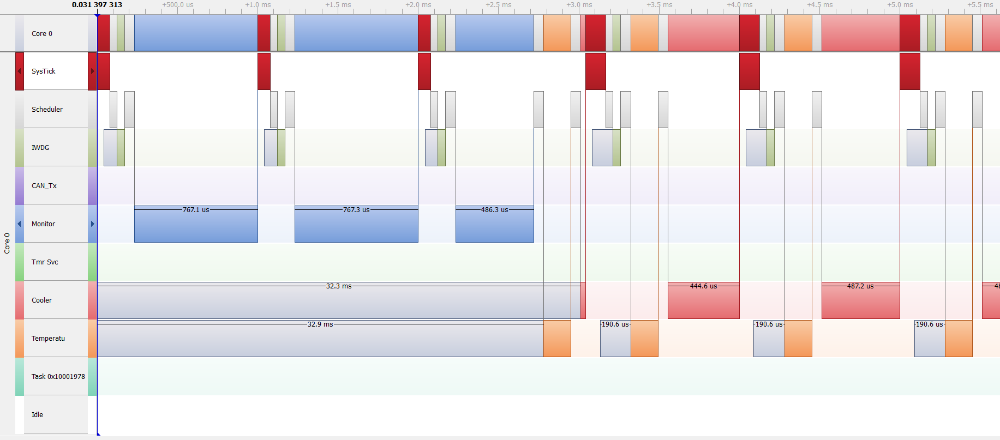 0.031 397 313
+500.0 us
+1.0 ms
+1.5 ms
+2.0 ms
+2.5 ms
+3.0 ms
+3.5 ms
+4.0 ms
+4.5 ms
+5.0 ms
+5.5 ms
Core 0
Core 0
SysTick
Scheduler
IWDG
CAN_Tx
Monitor
767.1 us
767.3 us
486.3 us
Tmr Svc
Cooler
32.3 ms
444.6 us
487.2 us
48
Temperatu
32.9 ms
190.6 us
190.6 us
190.6 us
Task 0x10001978
Idle